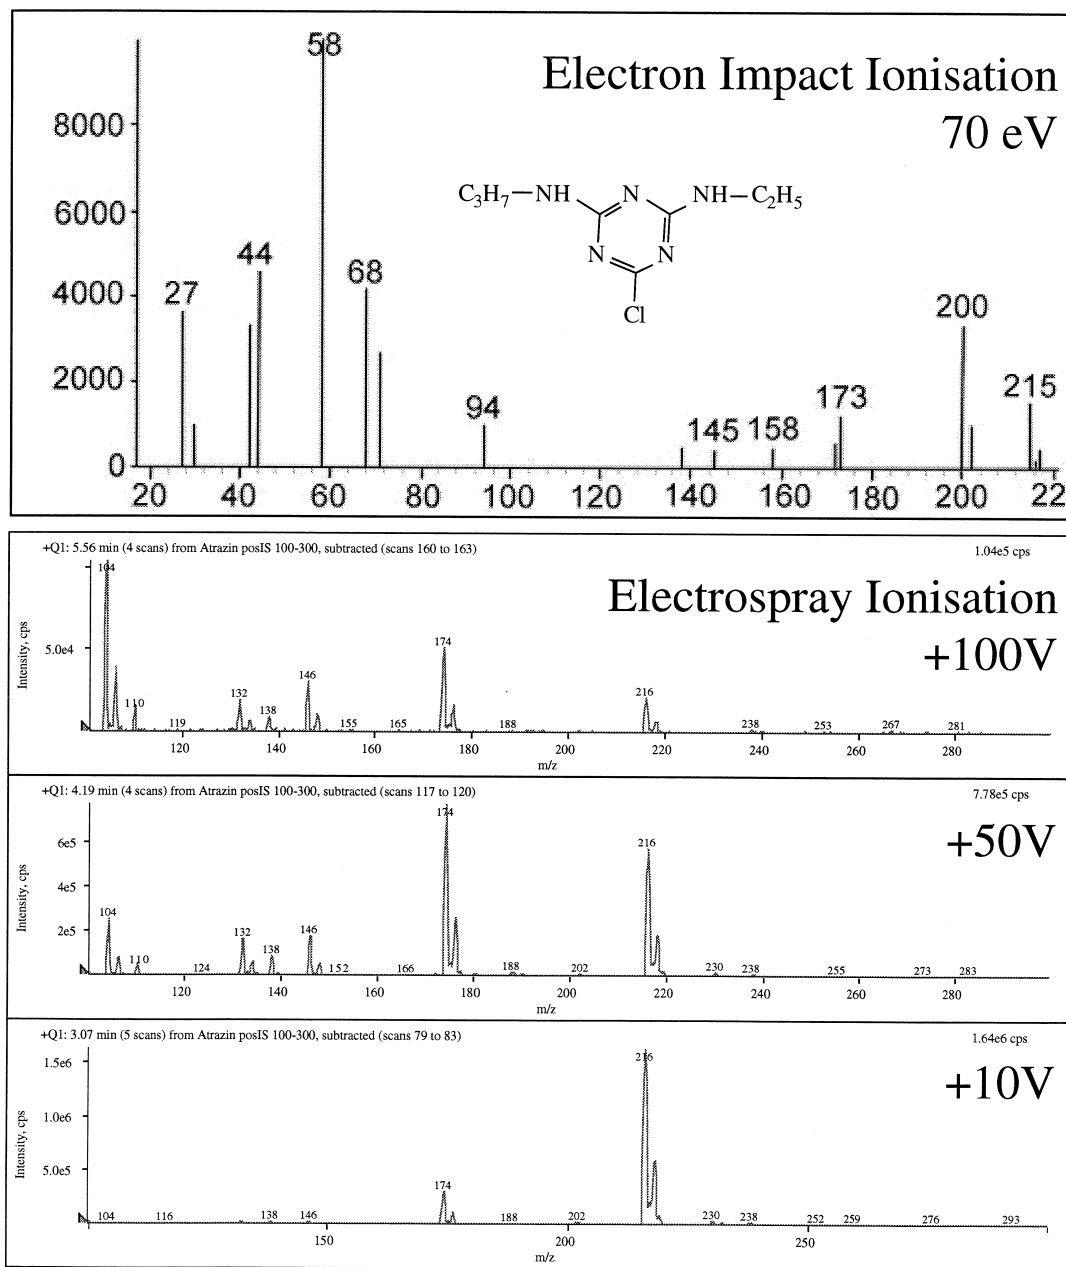 58
Electron Impact Ionisation
8000
70 eV
C3H7—NH N NH—C2H5
6000
44
N N
68
4000
27
Cl
200
2000
215
173
94
145 158
0
20 40 60 80 100 120 140 160 180 200 22
+Q1: 5.56 min (4 scans) from Atrazin posIS 100-300, subtracted (scans 160 to 163) 1.04e5 cps
104
Electrospray Ionisation
+100V
Intensity, cps
5.0e4
174
146
132
216
110
138
119 155 165 188 238 253 267 281
120 140 160 180 200 220 240 260 280
m/z
+Q1: 4.19 min (4 scans) from Atrazin posIS 100-300, subtracted (scans 117 to 120) 7.78e5 cps
174
+50V
Intensity, cps
6e5
216
4e5
104
2e5
132 146
138
110
124 152 166 188 202 230 238 255 273 283
120 140 160 180 200 220 240 260 280
m/z
+Q1: 3.07 min (5 scans) from Atrazin posIS 100-300, subtracted (scans 79 to 83) 1.64e6 cps
216
1.5e6
+10V
Intensity, cps
1.0e6
5.0e5
174
104 116 138 146 188 202 230 238 252 259 276 293
150 200 250
m/z